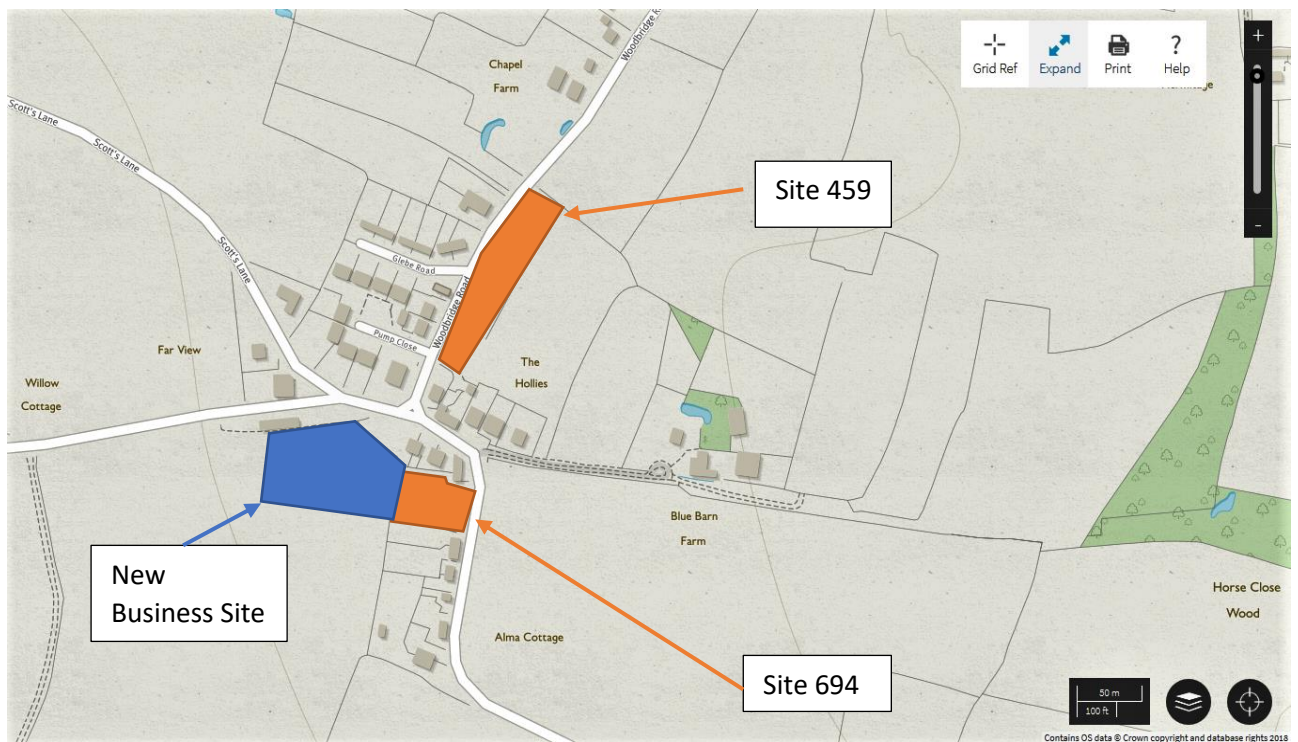 Woodbridge R
Grid Ref
Expand
Print
?
Help
+
-
Chapel
Farm
Scott's Lane
Scott's Lane
Scott's Lane
Site 459
Glebe Road
Woodbridge Road
Pump Close
Far View
The
Hollies
Willow
Cottage
Blue Barn
Farm
New
Business Site
Horse Close
Wood
Alma Cottage
Site 694
50 m
100 ft
Contains OS data © Crown copyright and database rights 2018